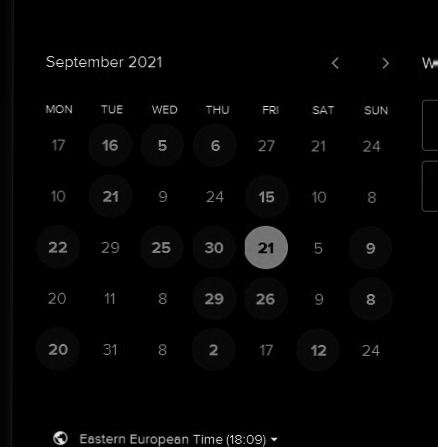 September 2021
MON TUE WED THU FRI SAT SUN
17 16 5 6 27 21 24
10 21 9 24 15 10 8
22 29 25 30 21 5 9
20 11 8 29 26 9 8
20 31 8 2 17 12 24
Eastern European Time (18:09)